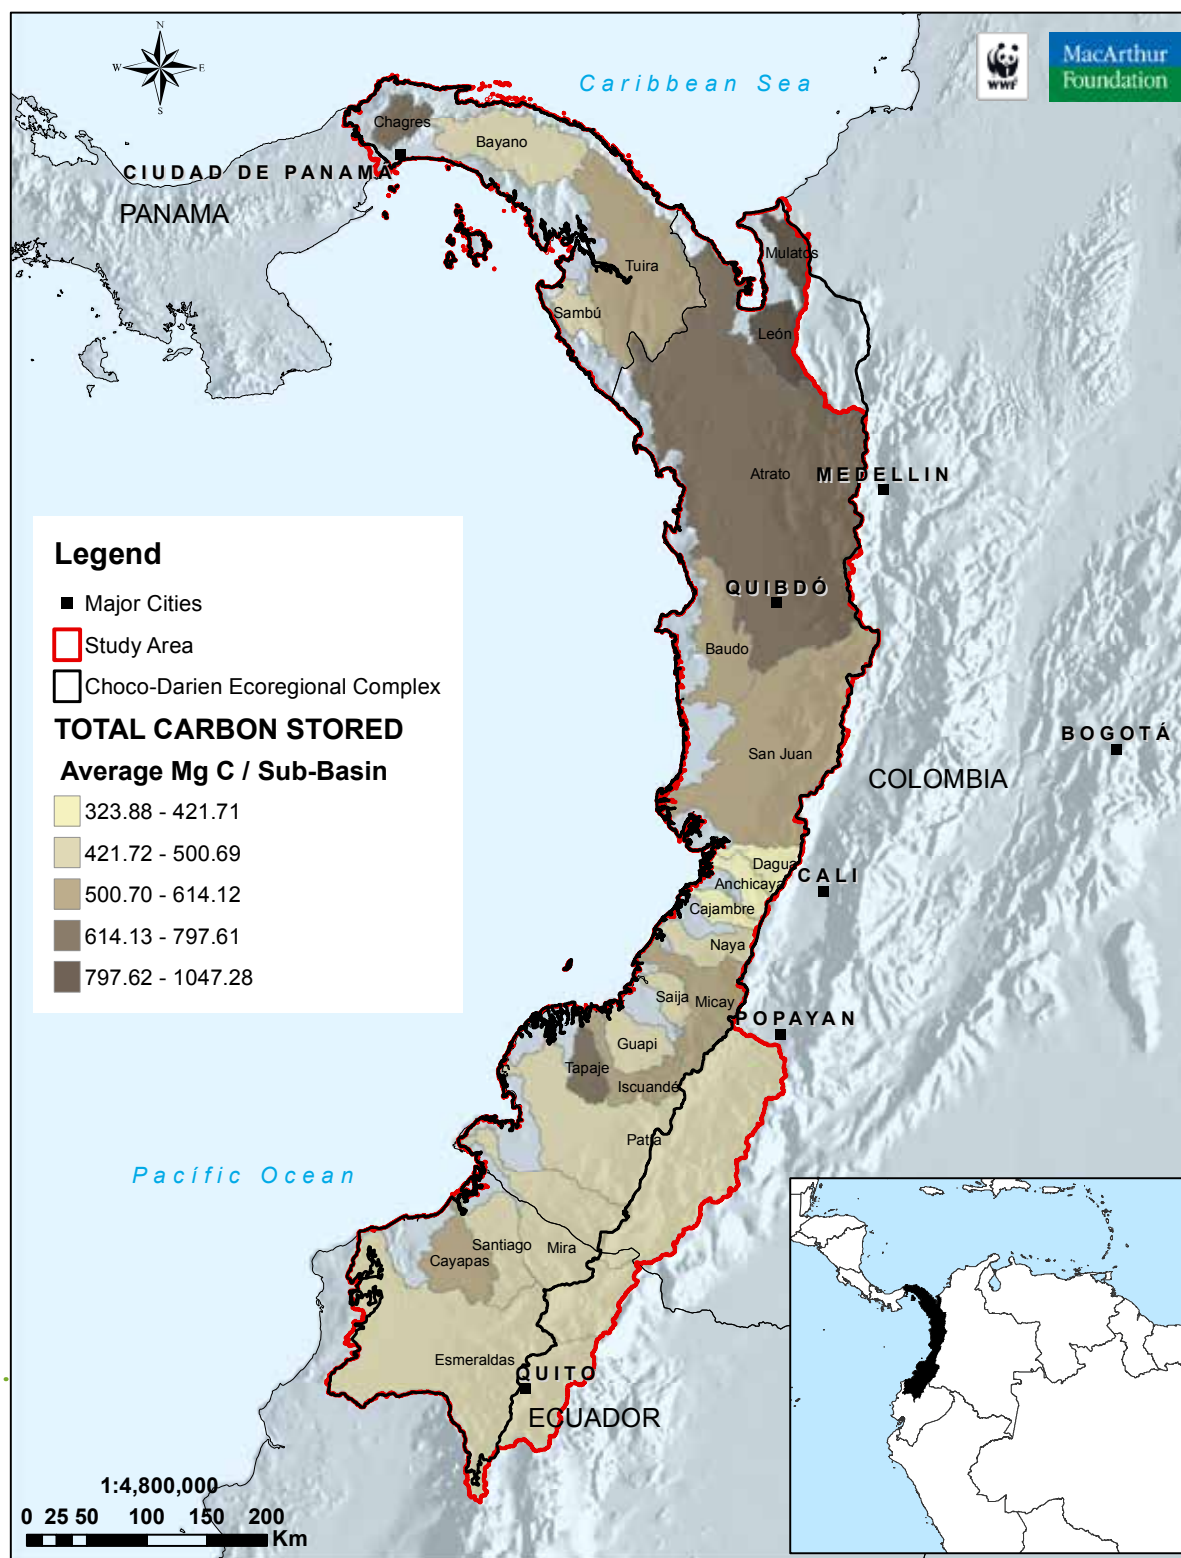 N
W
E
S
Caribbean Sea
WWF
MacArthur
Foundation
Chagres
Bayano
CIUDAD DE PANAMÁ
PANAMA
Mulatos
Tuira
Sambú
León
Atrato
MEDELLIN
QUIBDÓ
Baudo
BOGOTÁ
San Juan
COLOMBIA
Dagua
CALI
Anchicaya
Cajambre
Naya
Saija
Micay
POPAYAN
Guapi
Tapaje
Iscuandé
Patía
Pacífic Ocean
Santiago
Mira
Cayapas
Esmeraldas
QUITO
ECUADOR
Legend
Major Cities
Study Area
Choco-Darien Ecoregional Complex
TOTAL CARBON STORED
Average Mg C / Sub-Basin
323.88 - 421.71
421.72 - 500.69
500.70 - 614.12
614.13 - 797.61
797.62 - 1047.28
1:4,800,000
0 25 50 100 150 200
Km